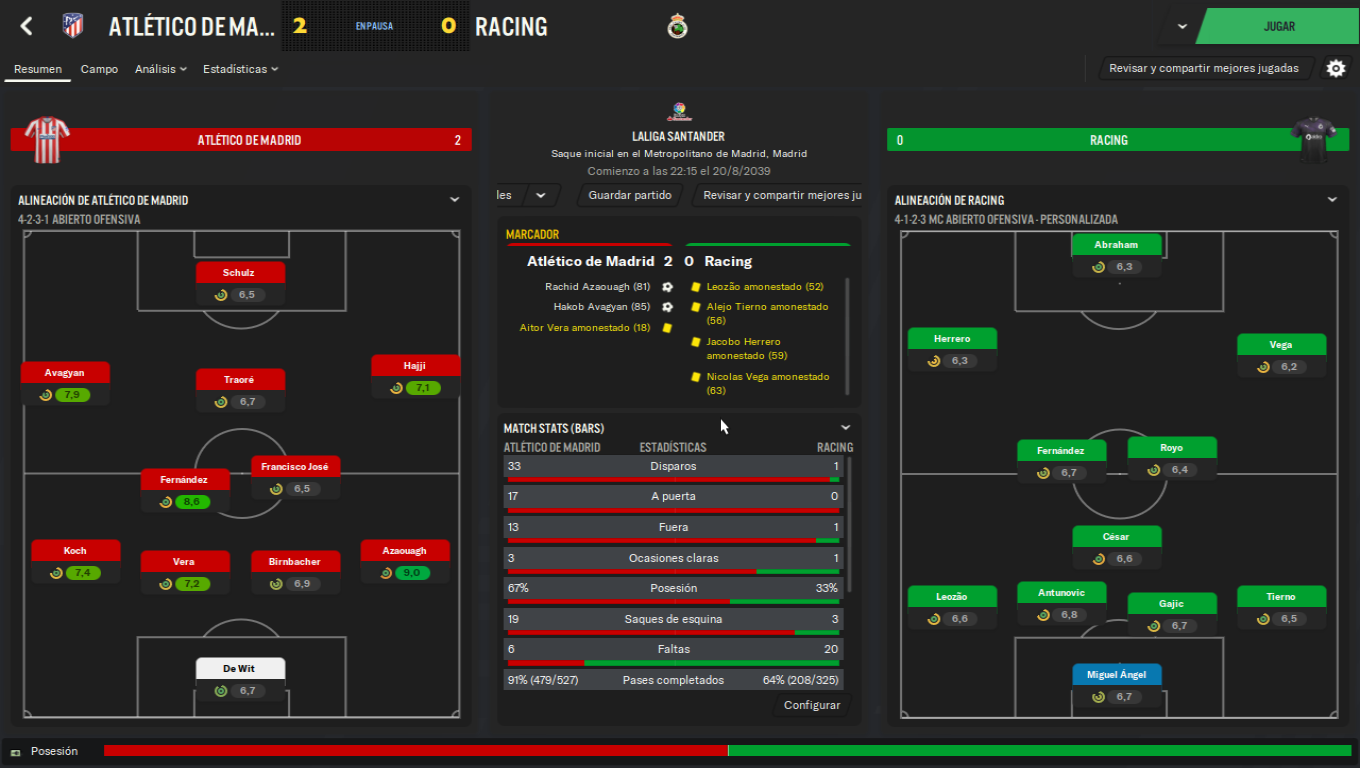 ATLÉTICO DE MA...
2
EN PAUSA
0
RACING
JUGAR
Resumen
Campo
Análisis
Estadísticas
Revisar y compartir mejores jugadas
ATLÉTICO DE MADRID
2
LALIGA SANTANDER
Saque inicial en el Metropolitano de Madrid, Madrid
Comienzo a las 22:15 el 20/8/2039
0
RACING
les
Guardar partido
Revisar y compartir mejores ju
ALINEACIÓN DE ATLÉTICO DE MADRID
4-2-3-1 ABIERTO OFENSIVA
Schulz
6,5
Avagyan
7,9
Traoré
6,7
Hajji
7,1
Fernández
8,6
Francisco José
6,5
Koch
7,4
Vera
7,2
Birnbacher
6,9
Azaouagh
9,0
De Wit
6,7
MARCADOR
Atlético de Madrid 2 0 Racing
Rachid Azaouagh (81)
Hakob Avagyan (85)
Aitor Vera amonestado (18)
Leozão amonestado (52)
Alejo Tierno amonestado
(56)
Jacobo Herrero
amonestado (59)
Nicolas Vega amonestado
(63)
MATCH STATS (BARS)
ATLÉTICO DE MADRID ESTADÍSTICAS RACING
33 Disparos 1
17 A puerta 0
13 Fuera 1
3 Ocasiones claras 1
67% Posesión 33%
19 Saques de esquina 3
6 Faltas 20
91% (479/527) Pases completados 64% (208/325)
Configurar
ALINEACIÓN DE RACING
4-1-2-3 MC ABIERTO OFENSIVA - PERSONALIZADA
Abraham
6,3
Herrero
6,3
Vega
6,2
Fernández
6,7
Royo
6,4
César
6,6
Leozão
6,6
Antunovic
6,8
Gajic
6,7
Tierno
6,5
Miguel Ángel
6,7
Posesión